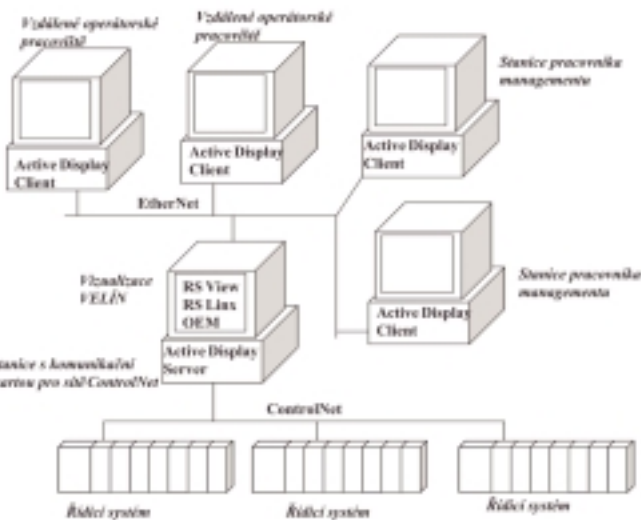 Vzdálené operátorské
pracoviště
Vzdálené operátorské
pracoviště
Stanice pracovníka
managementu
Active Display
Client
Active Display
Client
Active Display
Client
EtherNet
Vizualizace
VELÍN
RS View
RS Linx
OEM
Stanice pracovníka
managementu
Active Display
Client
Active Display
Server
tanice s komunikační
artou pro sítě ControlNet
ControlNet
Řídicí systém
Řídicí systém
Řídicí systém